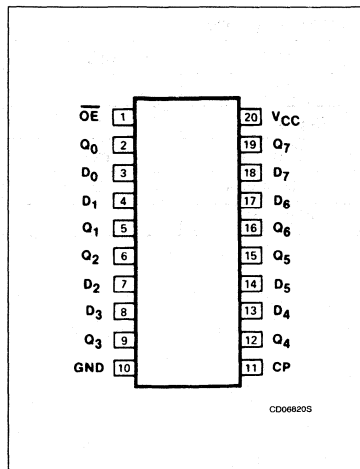 OE 1 20 VCC
Q0 2 19 Q7
D0 3 18 D7
D1 4 17 D6
Q1 5 16 Q6
Q2 6 15 Q5
D2 7 14 D5
D3 8 13 D4
Q3 9 12 Q4
GND 10 11 CP
CD06820S